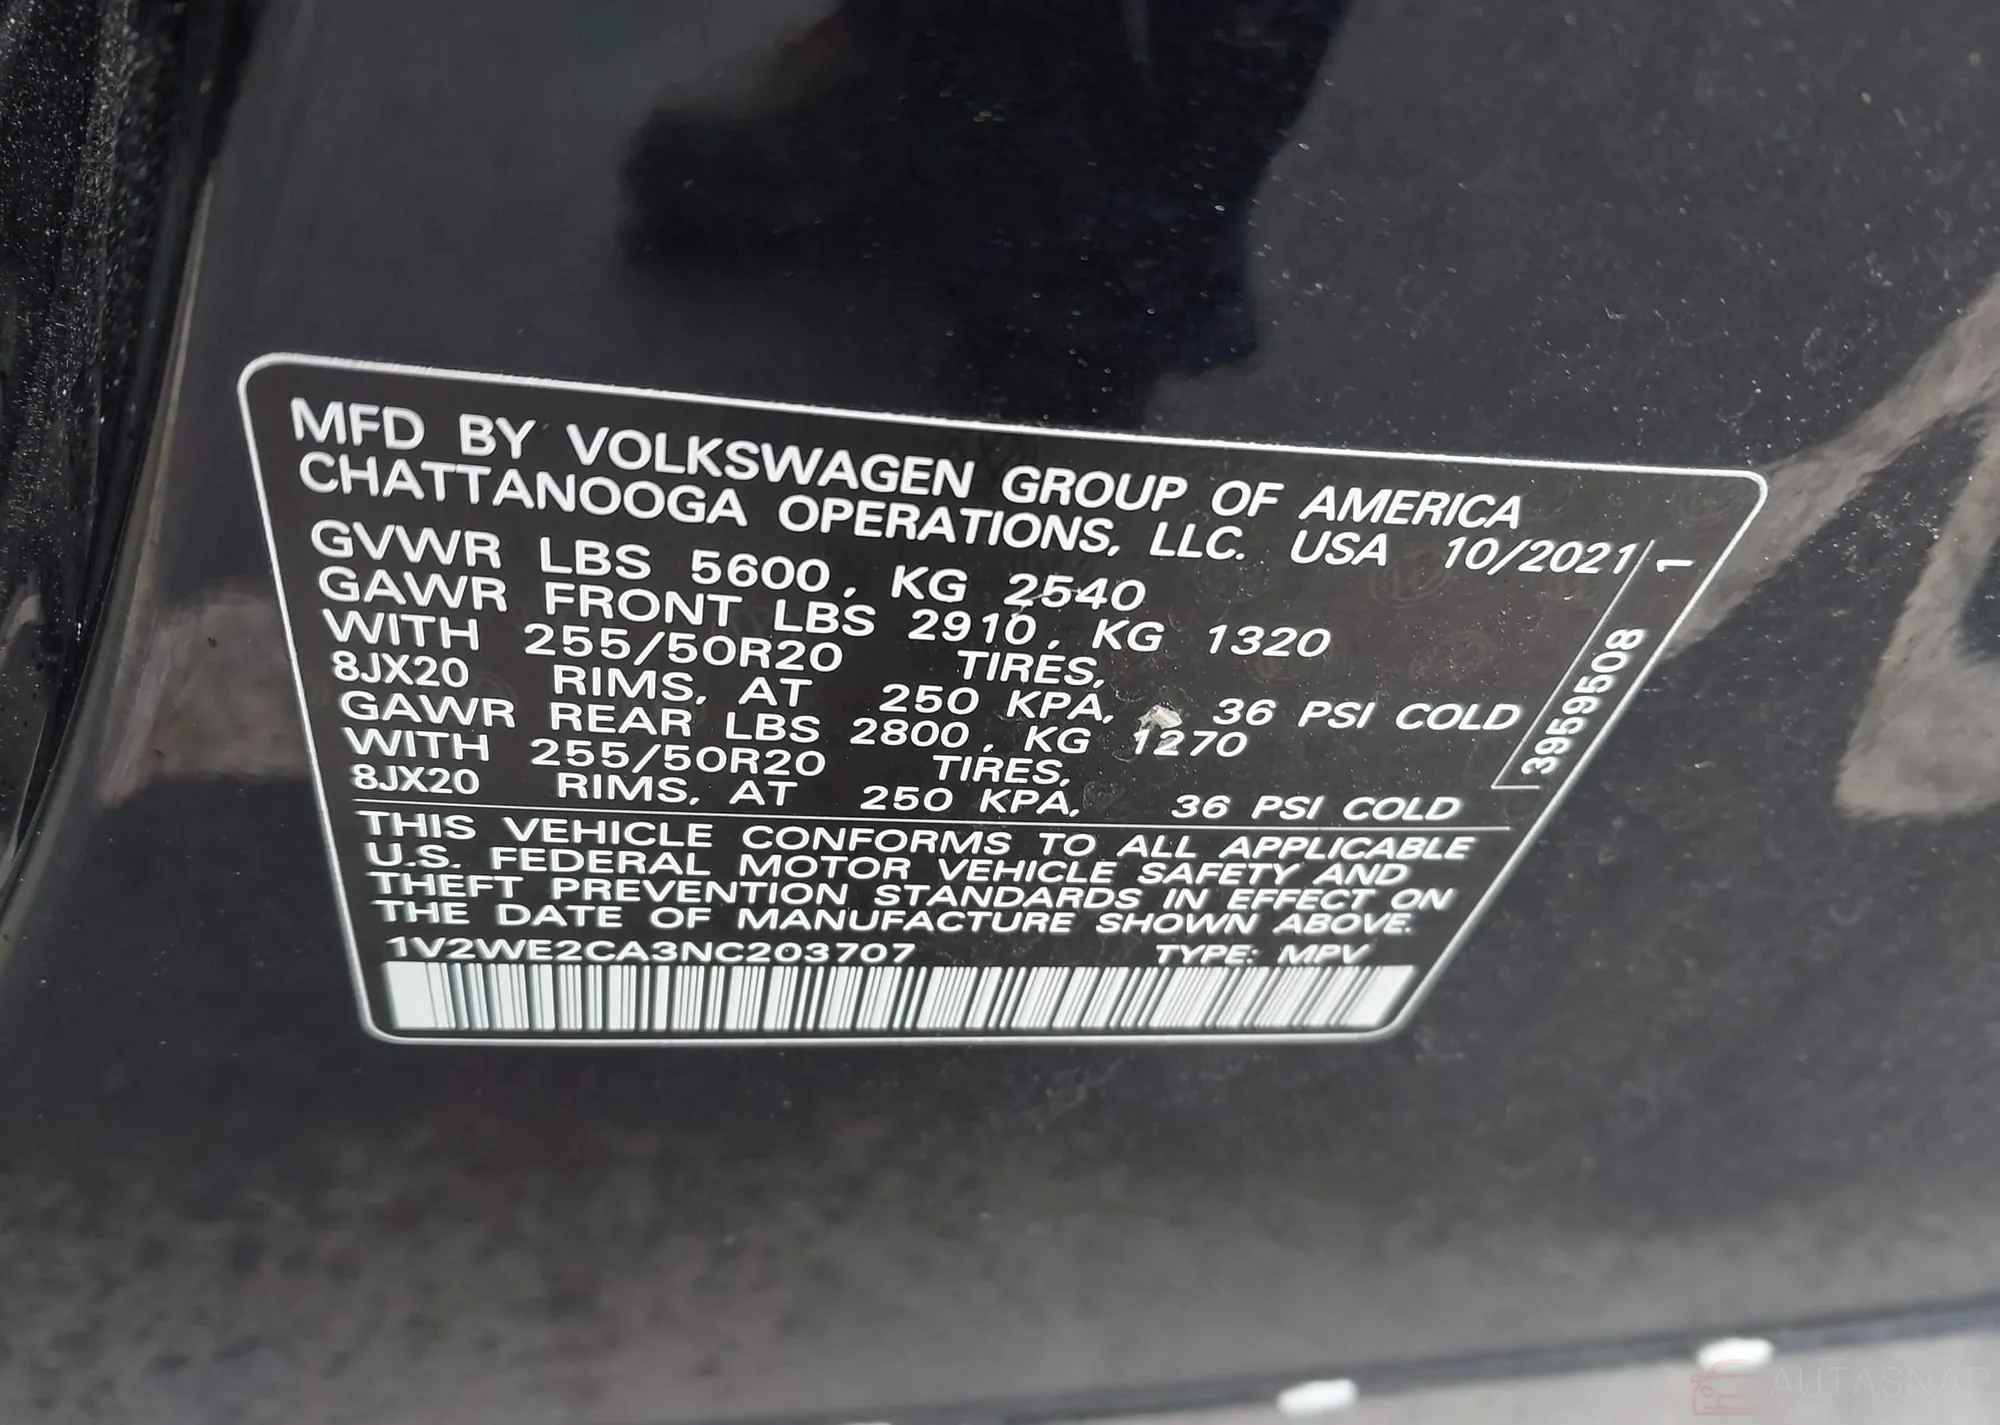 MFD BY VOLKSWAGEN GROUP OF AMERICA
CHATTANOOGA OPERATIONS, LLC. USA 10/2021
GVWR LBS 5600, KG 2540
GAWR FRONT LBS 2910, KG 1320
WITH 255/50R20 TIRES,
8JX20 RIMS, AT 250 KPA, 36 PSI COLD
GAWR REAR LBS 2800, KG 1270
WITH 255/50R20 TIRES,
8JX20 RIMS, AT 250 KPA, 36 PSI COLD
THIS VEHICLE CONFORMS TO ALL APPLICABLE
U.S. FEDERAL MOTOR VEHICLE SAFETY AND
THEFT PREVENTION STANDARDS IN EFFECT ON
THE DATE OF MANUFACTURE SHOWN ABOVE.
1V2WE2CA3NC203707 TYPE: MPV
39595O8 1
AUTASNAP